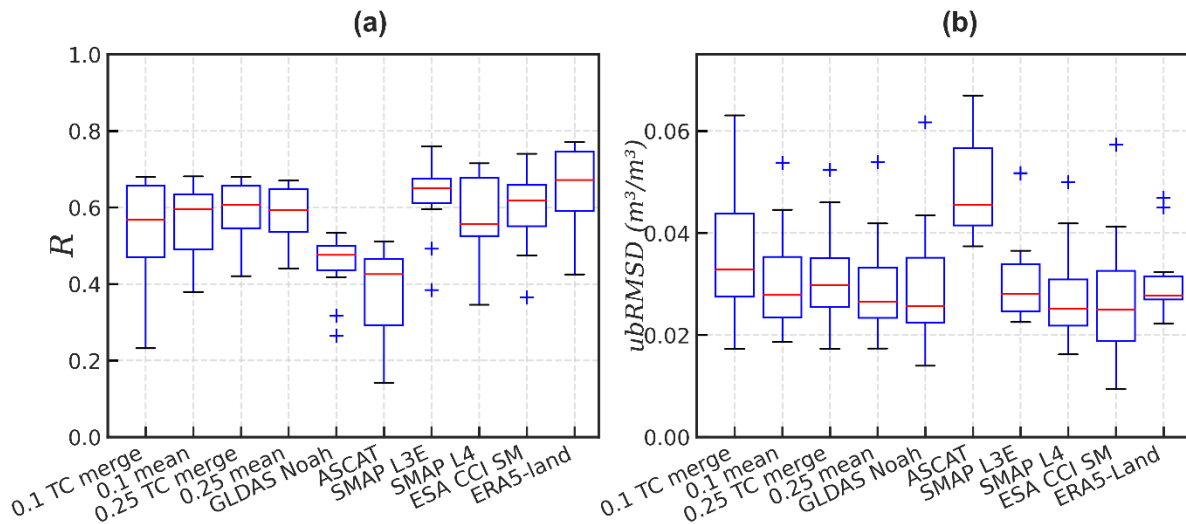 (a)
1.0
0.8
0.6
0.4
0.2
0.0
R
0.1 TC merge
0.1 mean
0.25 TC merge
0.25 mean
GLDAS Noah
ASCAT
SMAP L3E
SMAP L4
ESA CCI SM
ERA5-land
(b)
0.06
0.04
0.02
0.00
ubRMSD (m³/m³)
0.1 TC merge
0.1 mean
0.25 TC merge
0.25 mean
GLDAS Noah
ASCAT
SMAP L3E
SMAP L4
ESA CCI SM
ERA5-Land